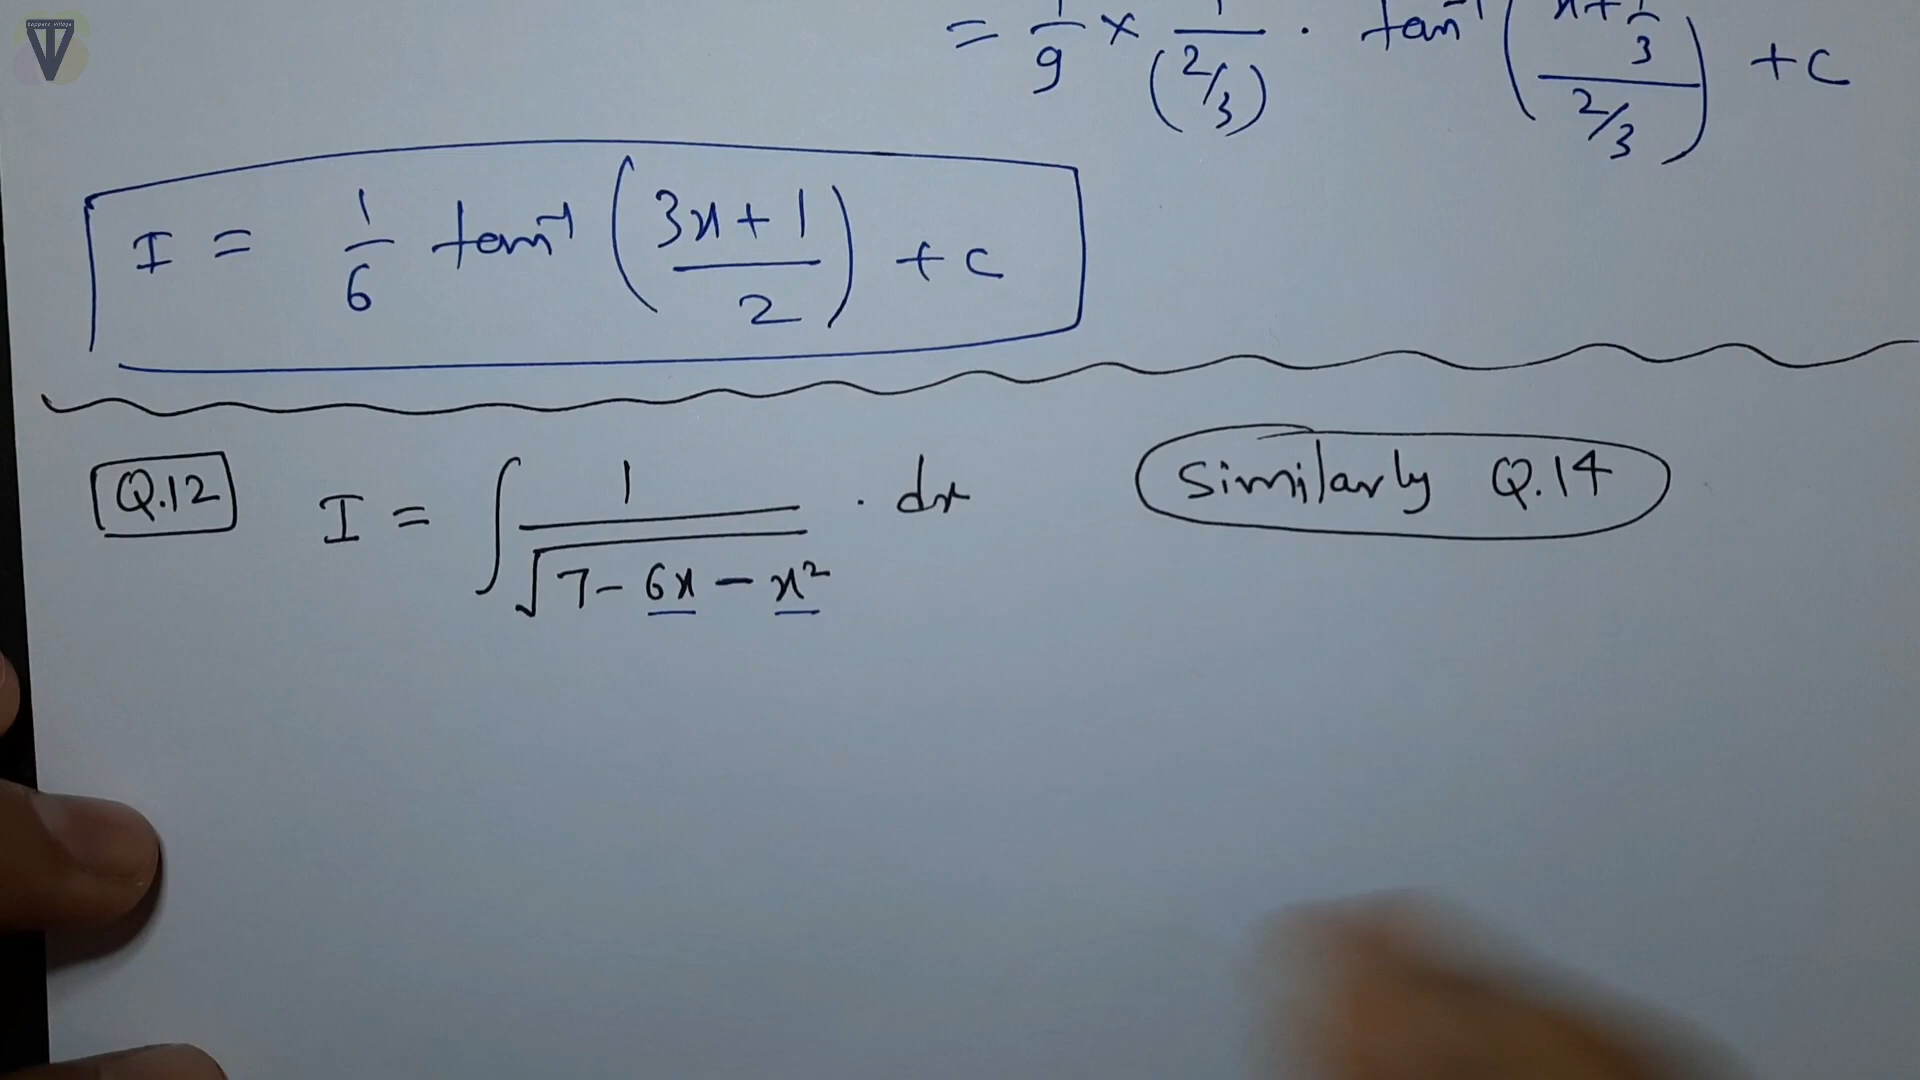 = 1/9 × 1/(2/3) · tan⁻¹ ((x+1/3)/(2/3)) + c
I = 1/6 tan⁻¹ ((3x+1)/2) + c
Q.12 I = ∫ 1/√(7-6x-x²) · dx Similarly Q.14